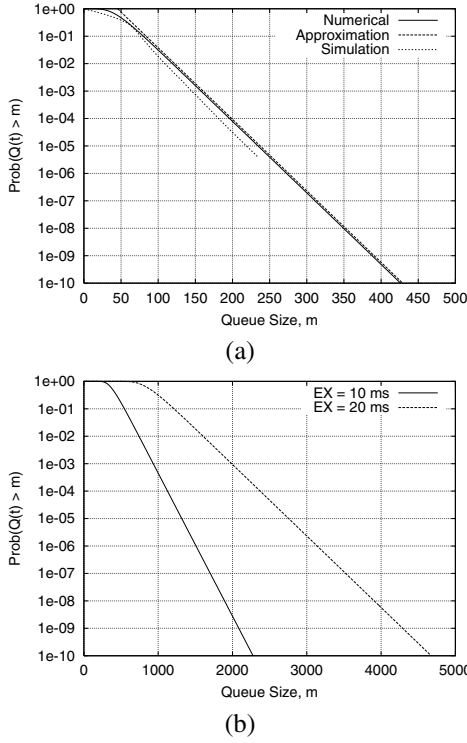 1e+00
1e-01
1e-02
1e-03
1e-04
1e-05
1e-06
1e-07
1e-08
1e-09
1e-10
Prob(Q(t) > m)
Numerical
Approximation
Simulation
0 50 100 150 200 250 300 350 400 450 500
Queue Size, m
(a)
1e+00
1e-01
1e-02
1e-03
1e-04
1e-05
1e-06
1e-07
1e-08
1e-09
1e-10
Prob(Q(t) > m)
EX = 10 ms
EX = 20 ms
0 1000 2000 3000 4000 5000
Queue Size, m
(b)